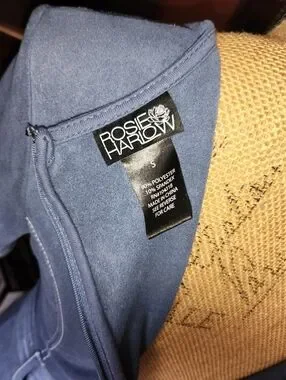 ROSIE
HARLOW
S
90% POLYESTER
10% SPANDEX
MADE IN CHINA
SEE REVERSE
FOR CARE